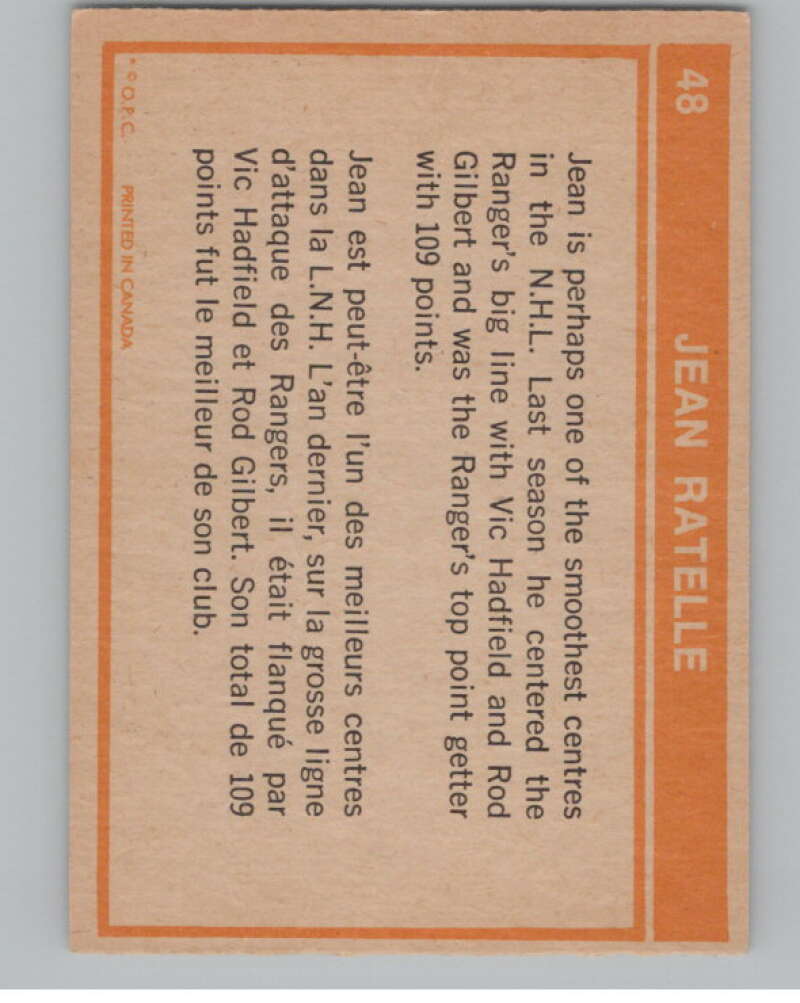 48 JEAN RATELLE
Jean is perhaps one of the smoothest centres
in the N.H.L. Last season he centered the
Ranger's big line with Vic Hadfield and Rod
Gilbert and was the Ranger's top point getter
with 109 points.
Jean est peut-être l'un des meilleurs centres
dans la L.N.H. L'an dernier, sur la grosse ligne
d'attaque des Rangers, il était flanqué par
Vic Hadfield et Rod Gilbert. Son total de 109
points fut le meilleur de son club.
* © O.P.C. PRINTED IN CANADA